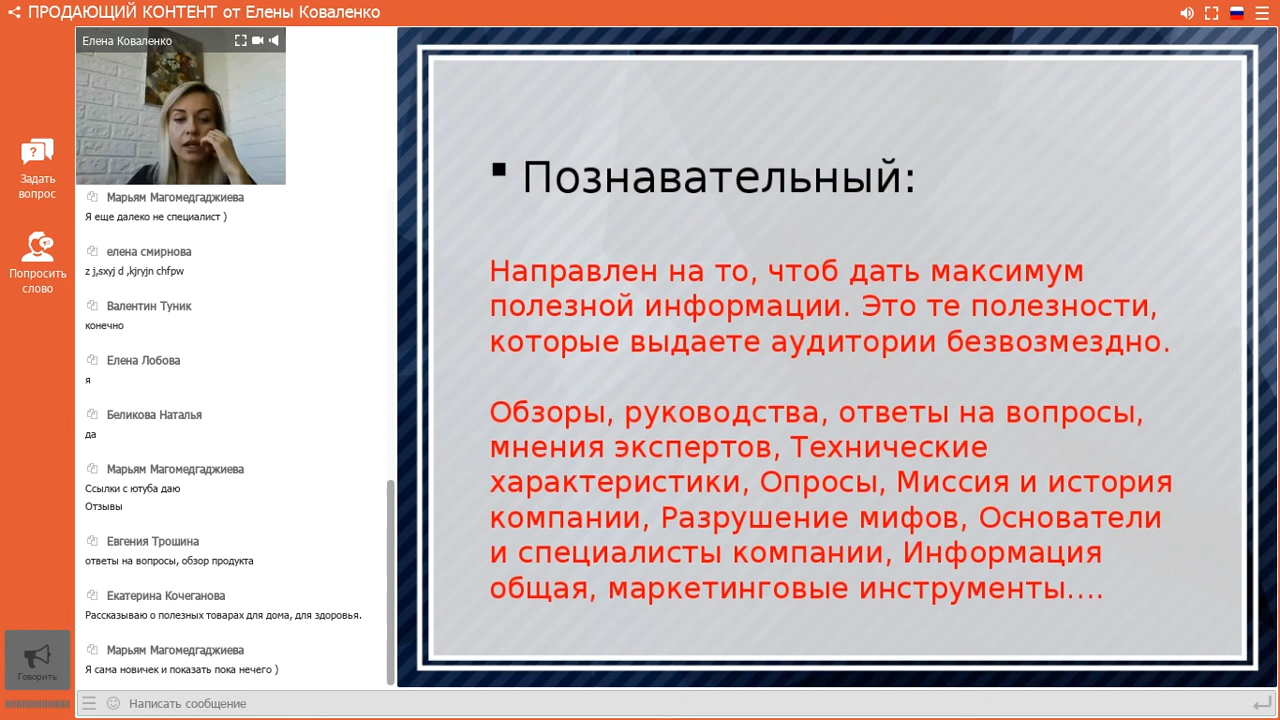 ПРОДАЮЩИЙ КОНТЕНТ от Елены Коваленко
Елена Коваленко
Задать
вопрос
Попросить
слово
Говорить
Марьям Магомедгаджиева
Я еще далеко не специалист )
елена смирнова
z j,sxyj d ,kjryjn chfpw
Валентин Туник
конечно
Елена Лобова
я
Беликова Наталья
да
Марьям Магомедгаджиева
Ссылки с ютуба даю
Отзывы
Евгения Трошина
ответы на вопросы, обзор продукта
Екатерина Кочеганова
Рассказываю о полезных товарах для дома, для здоровья.
Марьям Магомедгаджиева
Я сама новичек и показать пока нечего )
Написать сообщение
Познавательный:
Направлен на то, чтоб дать максимум
полезной информации. Это те полезности,
которые выдаете аудитории безвозмездно.
Обзоры, руководства, ответы на вопросы,
мнения экспертов, Технические
характеристики, Опросы, Миссия и история
компании, Разрушение мифов, Основатели
и специалисты компании, Информация
общая, маркетинговые инструменты....